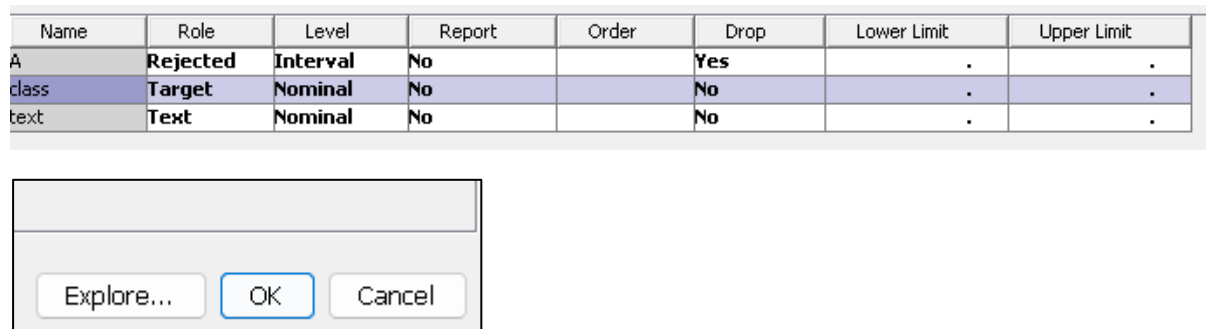 Name Role Level Report Order Drop Lower Limit Upper Limit
A Rejected Interval No Yes . .
class Target Nominal No No . .
text Text Nominal No No . .
Explore... OK Cancel